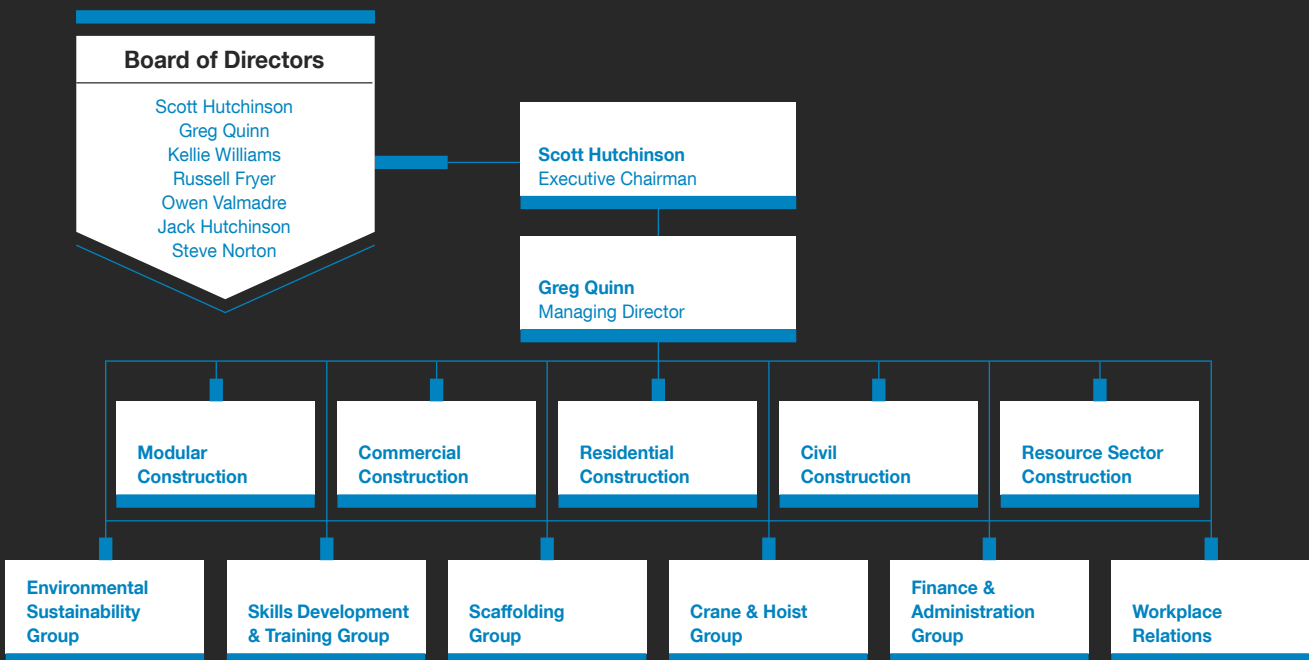 Board of Directors
Scott Hutchinson
Greg Quinn
Kellie Williams
Russell Fryer
Owen Valmadre
Jack Hutchinson
Steve Norton
Scott Hutchinson
Executive Chairman
Greg Quinn
Managing Director
Modular
Construction
Commercial
Construction
Residential
Construction
Civil
Construction
Resource Sector
Construction
Environmental
Sustainability
Group
Skills Development
& Training Group
Scaffolding
Group
Crane & Hoist
Group
Finance &
Administration
Group
Workplace
Relations